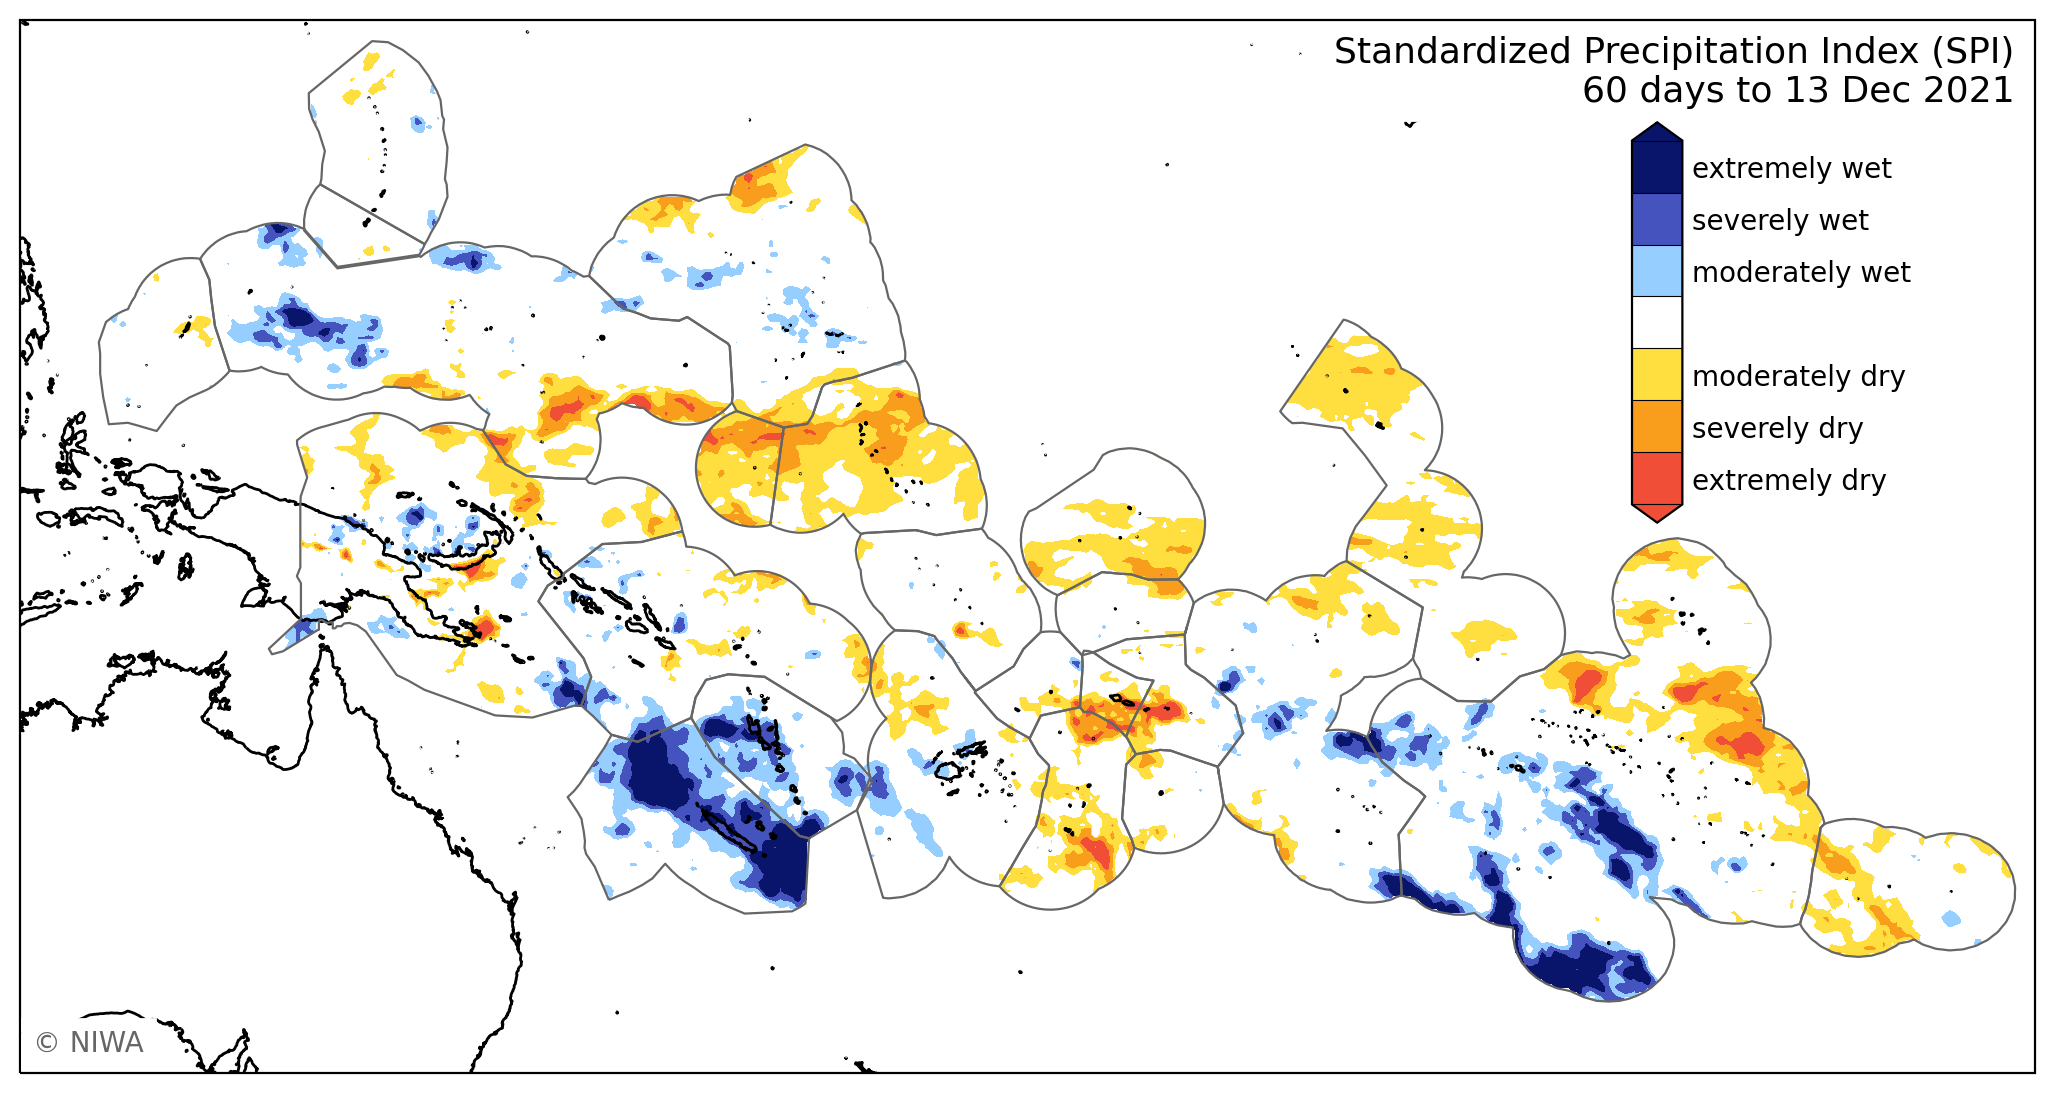 Standardized Precipitation Index (SPI)
60 days to 13 Dec 2021
extremely wet
severely wet
moderately wet
moderately dry
severely dry
extremely dry
© NIWA